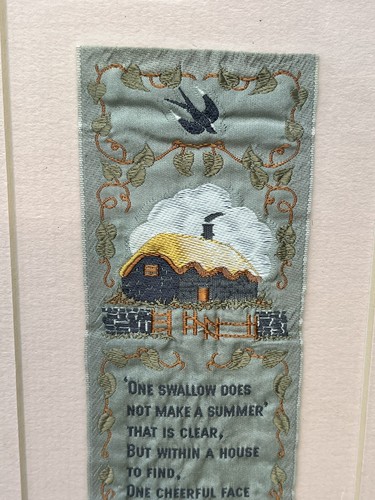 'ONE SWALLOW DOES
NOT MAKE A SUMMER'
THAT IS CLEAR,
BUT WITHIN A HOUSE
TO FIND,
ONE CHEERFUL FACE